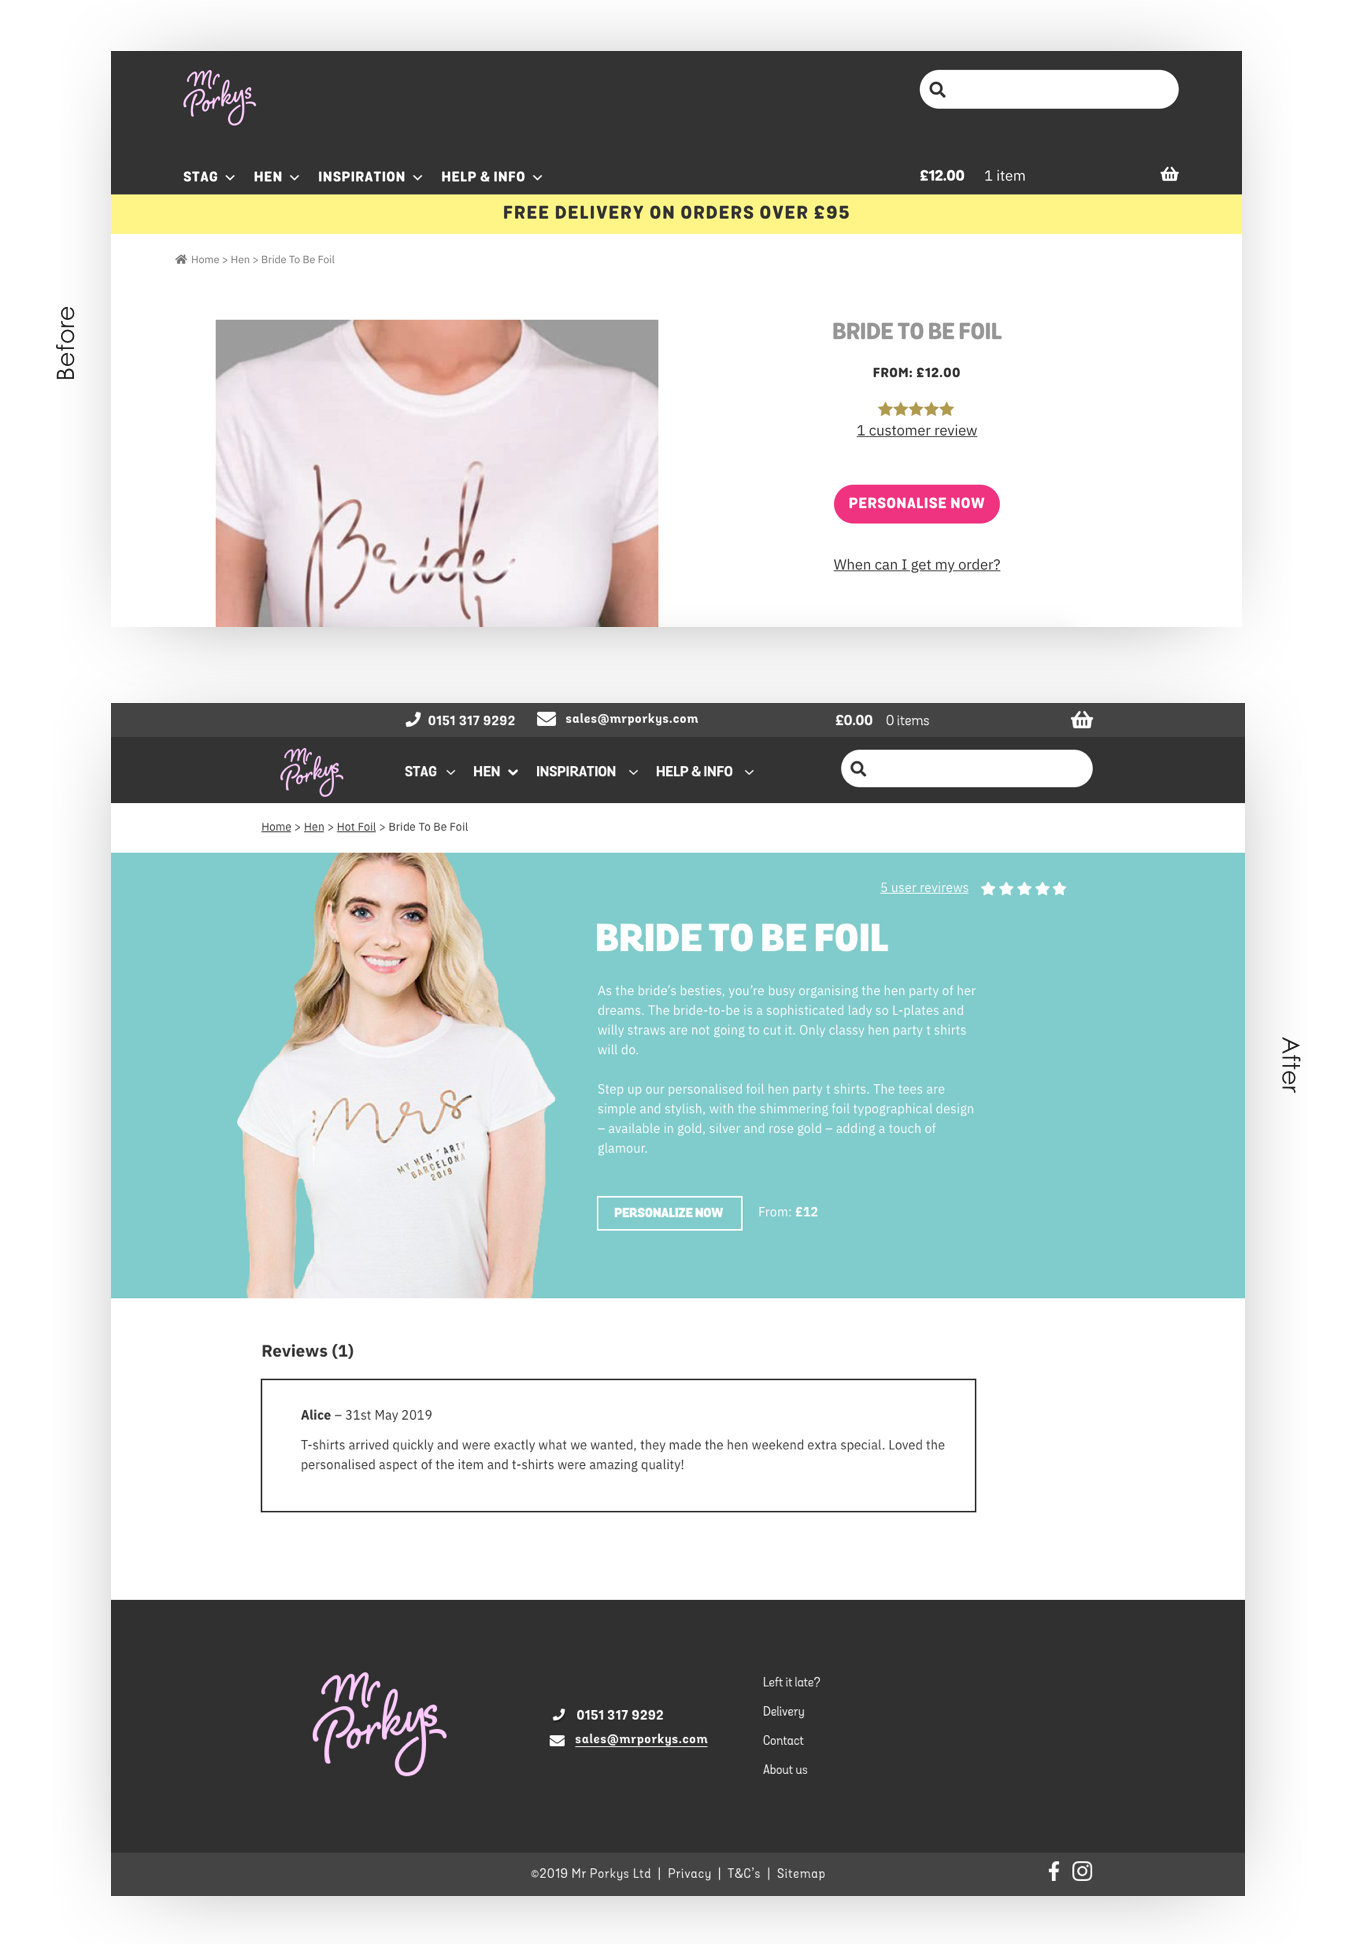 Before
Mr
Porkys
STAG HEN INSPIRATION HELP & INFO
£12.00 1 item
FREE DELIVERY ON ORDERS OVER £95
Home > Hen > Bride To Be Foil
Bride
BRIDE TO BE FOIL
FROM: £12.00
1 customer review
PERSONALISE NOW
When can I get my order?
After
0151 317 9292 sales@mrporkys.com £0.00 0 items
Mr
Porkys
STAG HEN INSPIRATION HELP & INFO
Home > Hen > Hot Foil > Bride To Be Foil
5 user revirews
BRIDE TO BE FOIL
As the bride's besties, you're busy organising the hen party of her
dreams. The bride-to-be is a sophisticated lady so L-plates and
willy straws are not going to cut it. Only classy hen party t shirts
will do.
Step up our personalised foil hen party t shirts. The tees are
simple and stylish, with the shimmering foil typographical design
– available in gold, silver and rose gold – adding a touch of
glamour.
PERSONALIZE NOW From: £12
Mrs
MY HEN PARTY
BARCELONA
2019
Reviews (1)
Alice – 31st May 2019
T-shirts arrived quickly and were exactly what we wanted, they made the hen weekend extra special. Loved the
personalised aspect of the item and t-shirts were amazing quality!
Mr
Porkys
0151 317 9292
sales@mrporkys.com
Left it late?
Delivery
Contact
About us
©2019 Mr Porkys Ltd | Privacy | T&C's | Sitemap